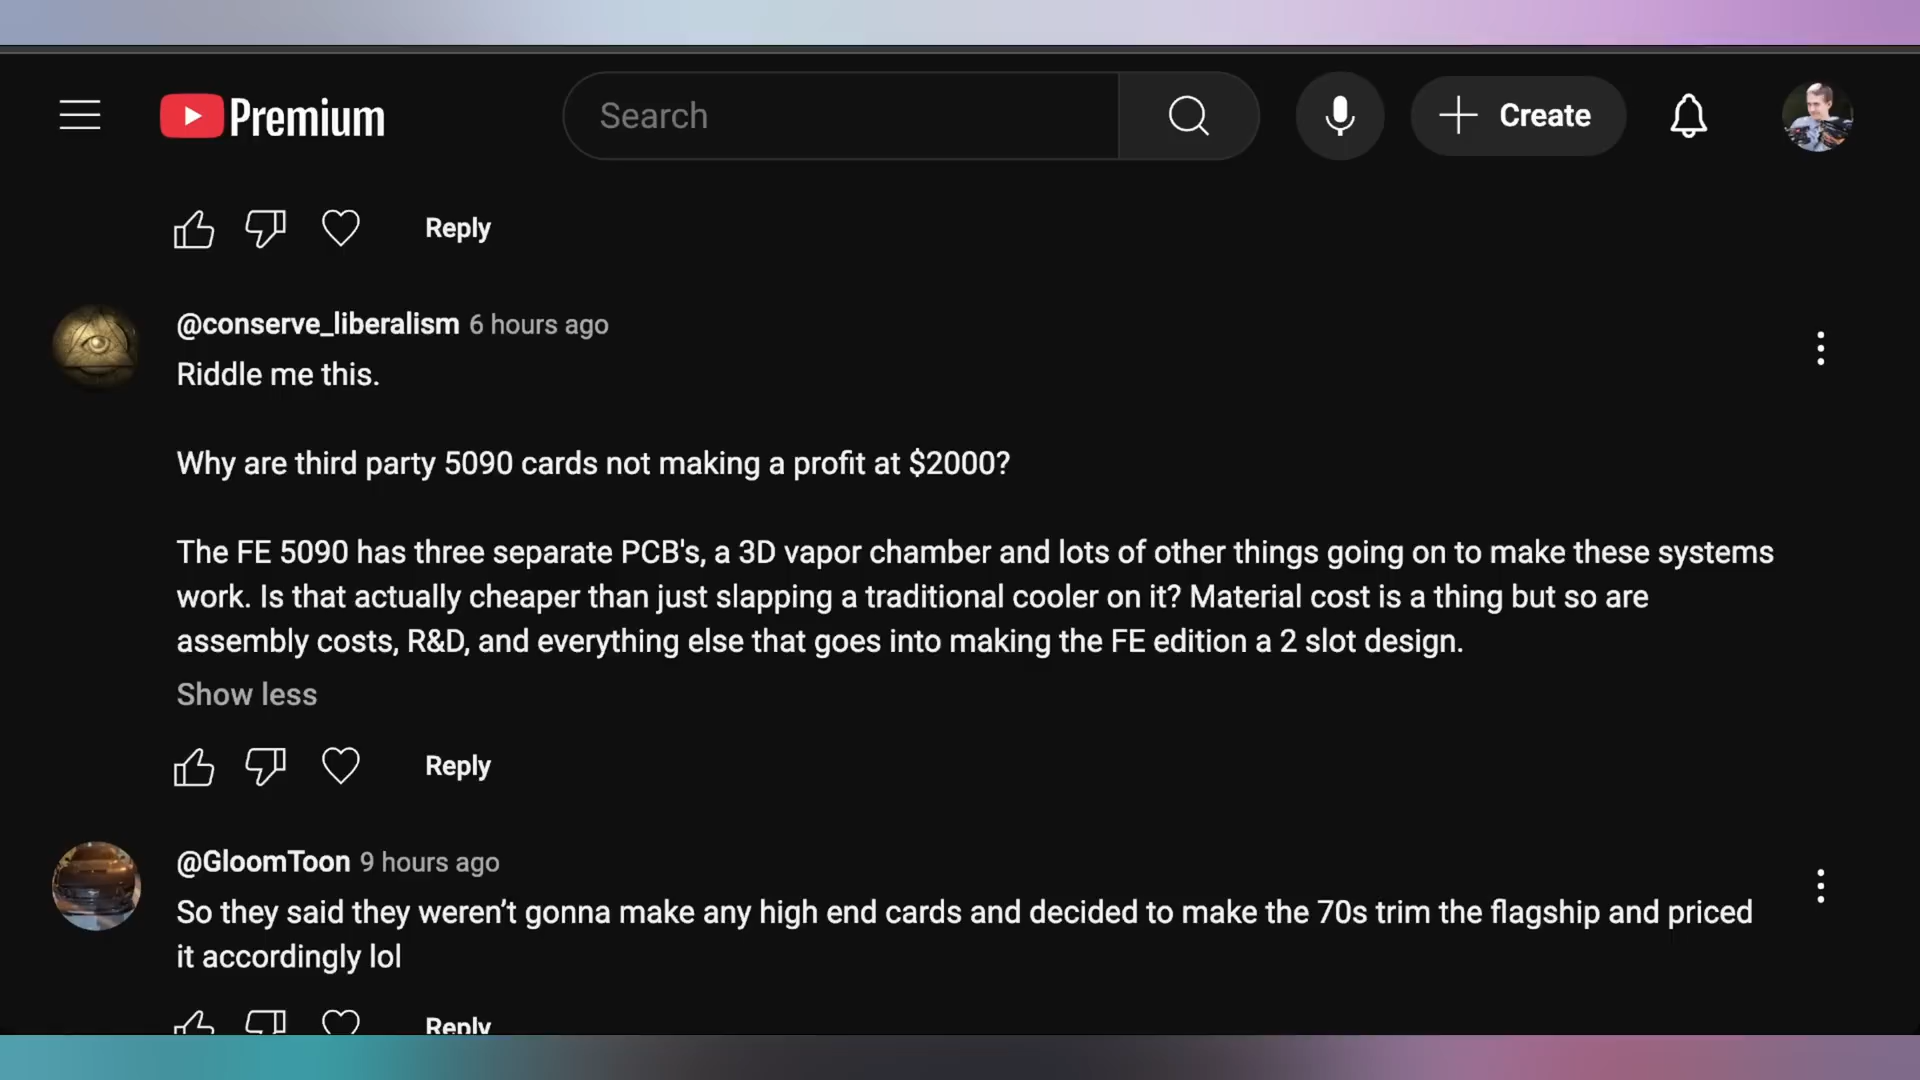 Premium
Search
Create
Reply
@conserve_liberalism 6 hours ago
Riddle me this.
Why are third party 5090 cards not making a profit at $2000?
The FE 5090 has three separate PCB's, a 3D vapor chamber and lots of other things going on to make these systems
work. Is that actually cheaper than just slapping a traditional cooler on it? Material cost is a thing but so are
assembly costs, R&D, and everything else that goes into making the FE edition a 2 slot design.
Show less
Reply
@GloomToon 9 hours ago
So they said they weren’t gonna make any high end cards and decided to make the 70s trim the flagship and priced
it accordingly lol
Reply